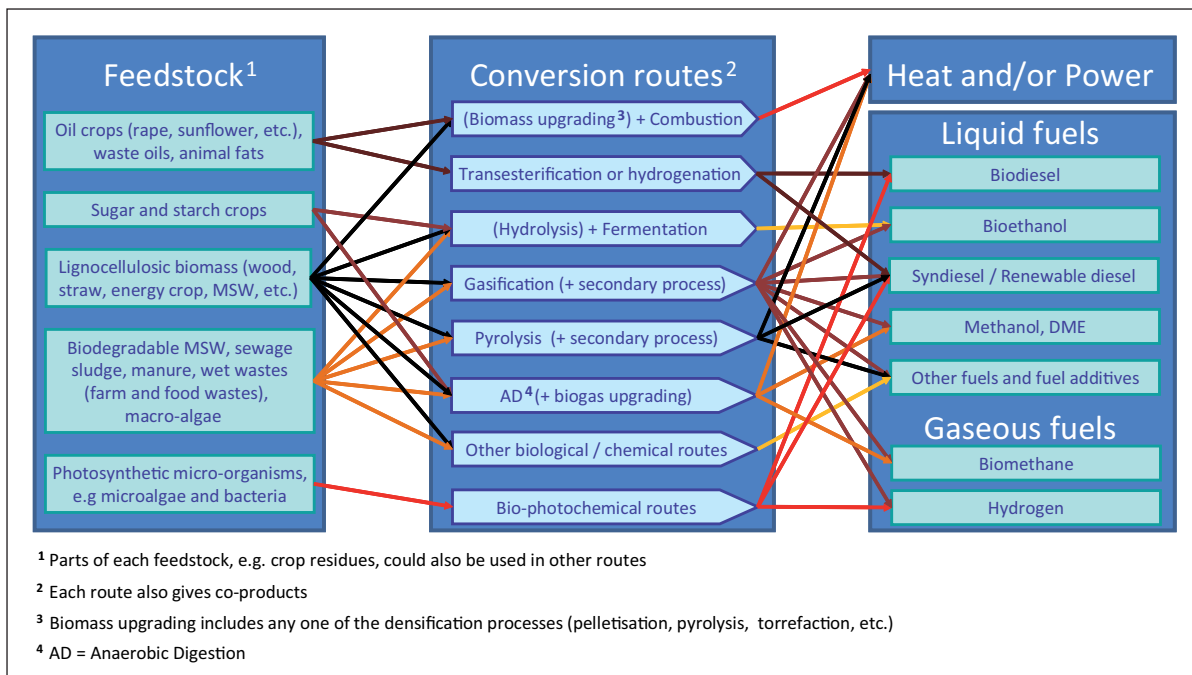 Feedstock¹
Oil crops (rape, sunflower, etc.),
waste oils, animal fats
Sugar and starch crops
Lignocellulosic biomass (wood,
straw, energy crop, MSW, etc.)
Biodegradable MSW, sewage
sludge, manure, wet wastes
(farm and food wastes),
macro-algae
Photosynthetic micro-organisms,
e.g microalgae and bacteria
Conversion routes²
(Biomass upgrading³) + Combustion
Transesterification or hydrogenation
(Hydrolysis) + Fermentation
Gasification (+ secondary process)
Pyrolysis (+ secondary process)
AD⁴ (+ biogas upgrading)
Other biological / chemical routes
Bio-photochemical routes
Heat and/or Power
Liquid fuels
Biodiesel
Bioethanol
Syndiesel / Renewable diesel
Methanol, DME
Other fuels and fuel additives
Gaseous fuels
Biomethane
Hydrogen
¹ Parts of each feedstock, e.g. crop residues, could also be used in other routes
² Each route also gives co-products
³ Biomass upgrading includes any one of the densification processes (pelletisation, pyrolysis, torrefaction, etc.)
⁴ AD = Anaerobic Digestion